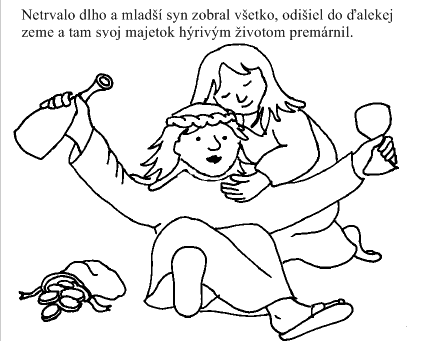 Netrvalo dlho a mladší syn zobral všetko, odišiel do ďalekej
zeme a tam svoj majetok hýrivým životom premárnil.